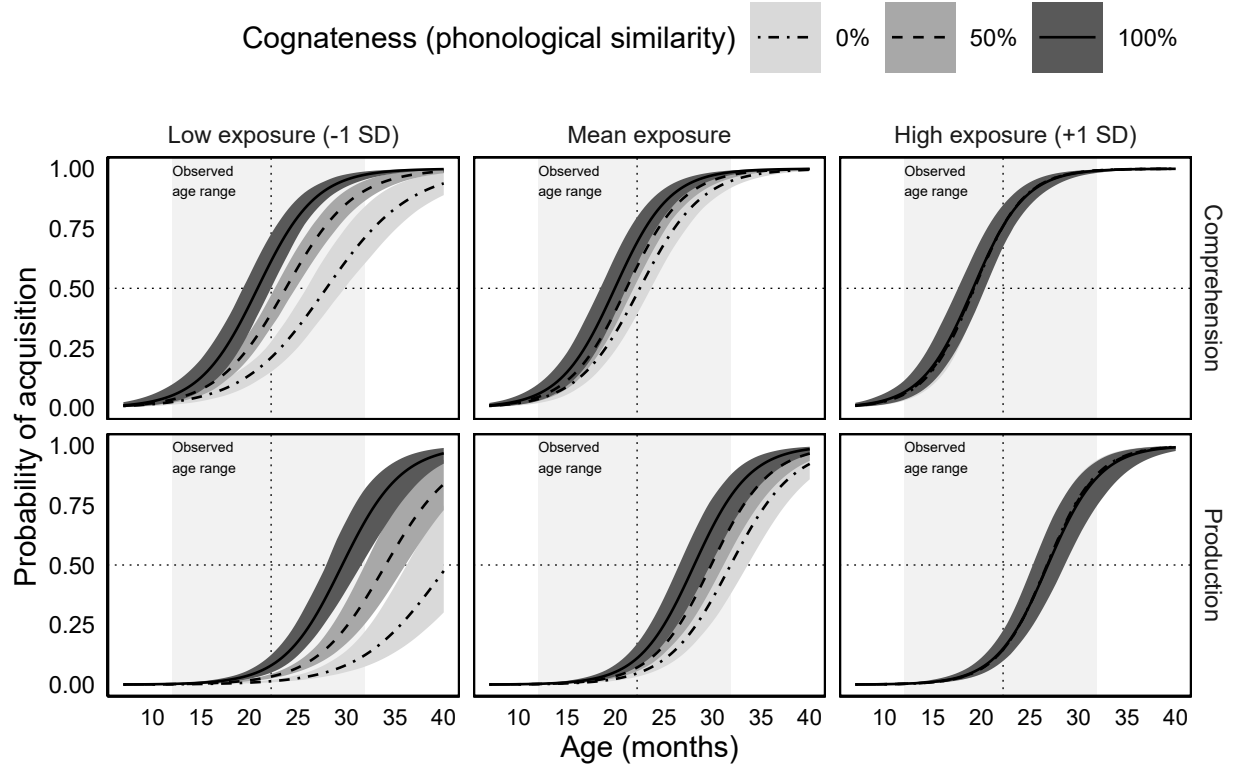 Cognateness (phonological similarity) 0% 50% 100%
Low exposure (-1 SD) Mean exposure High exposure (+1 SD)
Probability of acquisition
1.00
0.75
0.50
0.25
0.00
Observed
age range
Observed
age range
Observed
age range
Comprehension
1.00
0.75
0.50
0.25
0.00
Observed
age range
Observed
age range
Observed
age range
Production
10 15 20 25 30 35 40 10 15 20 25 30 35 40 10 15 20 25 30 35 40
Age (months)